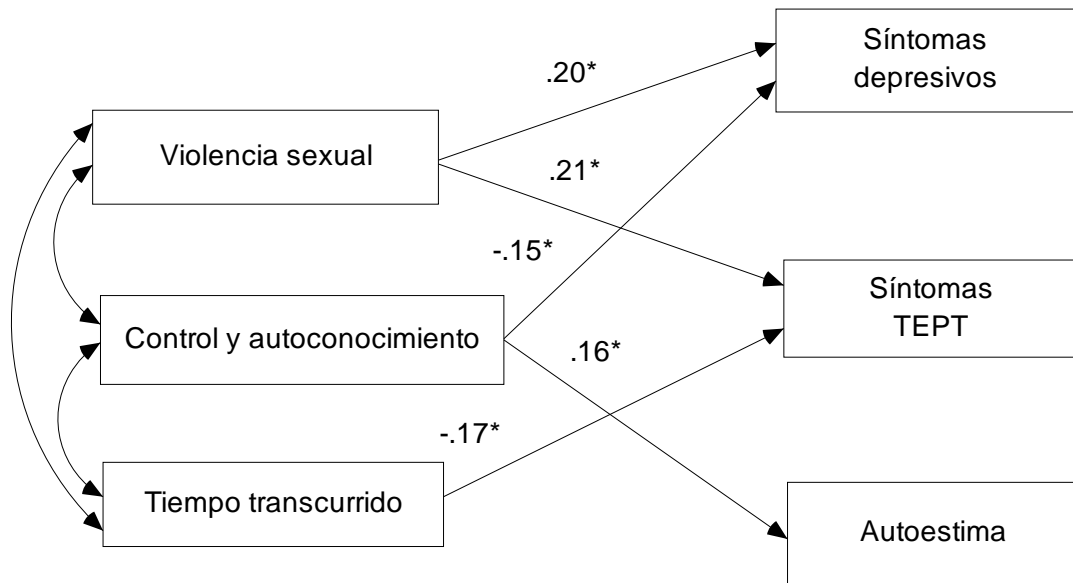 Síntomas
depresivos
.20*
Violencia sexual
.21*
-.15*
Síntomas
TEPT
Control y autoconocimiento
.16*
-.17*
Tiempo transcurrido
Autoestima